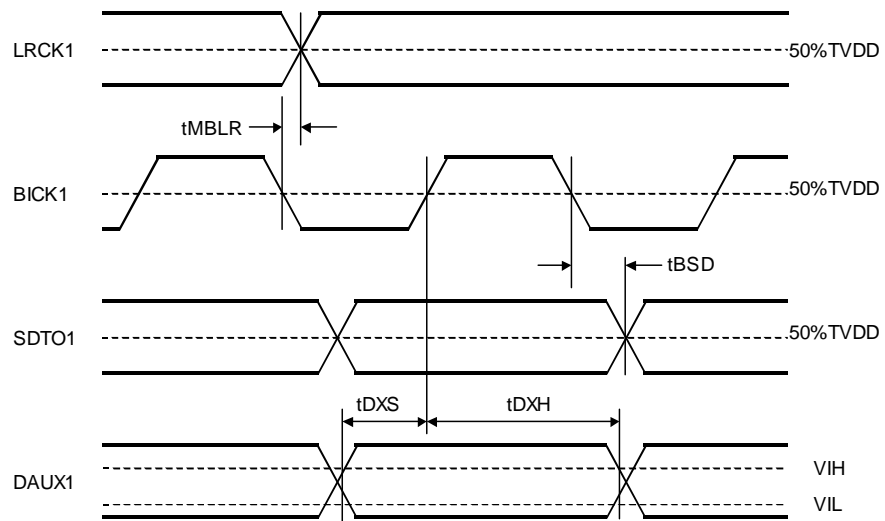 LRCK1
50%TVDD
tMBLR
BICK1
50%TVDD
tBSD
SDTO1
50%TVDD
tDXS
tDXH
DAUX1
VIH
VIL